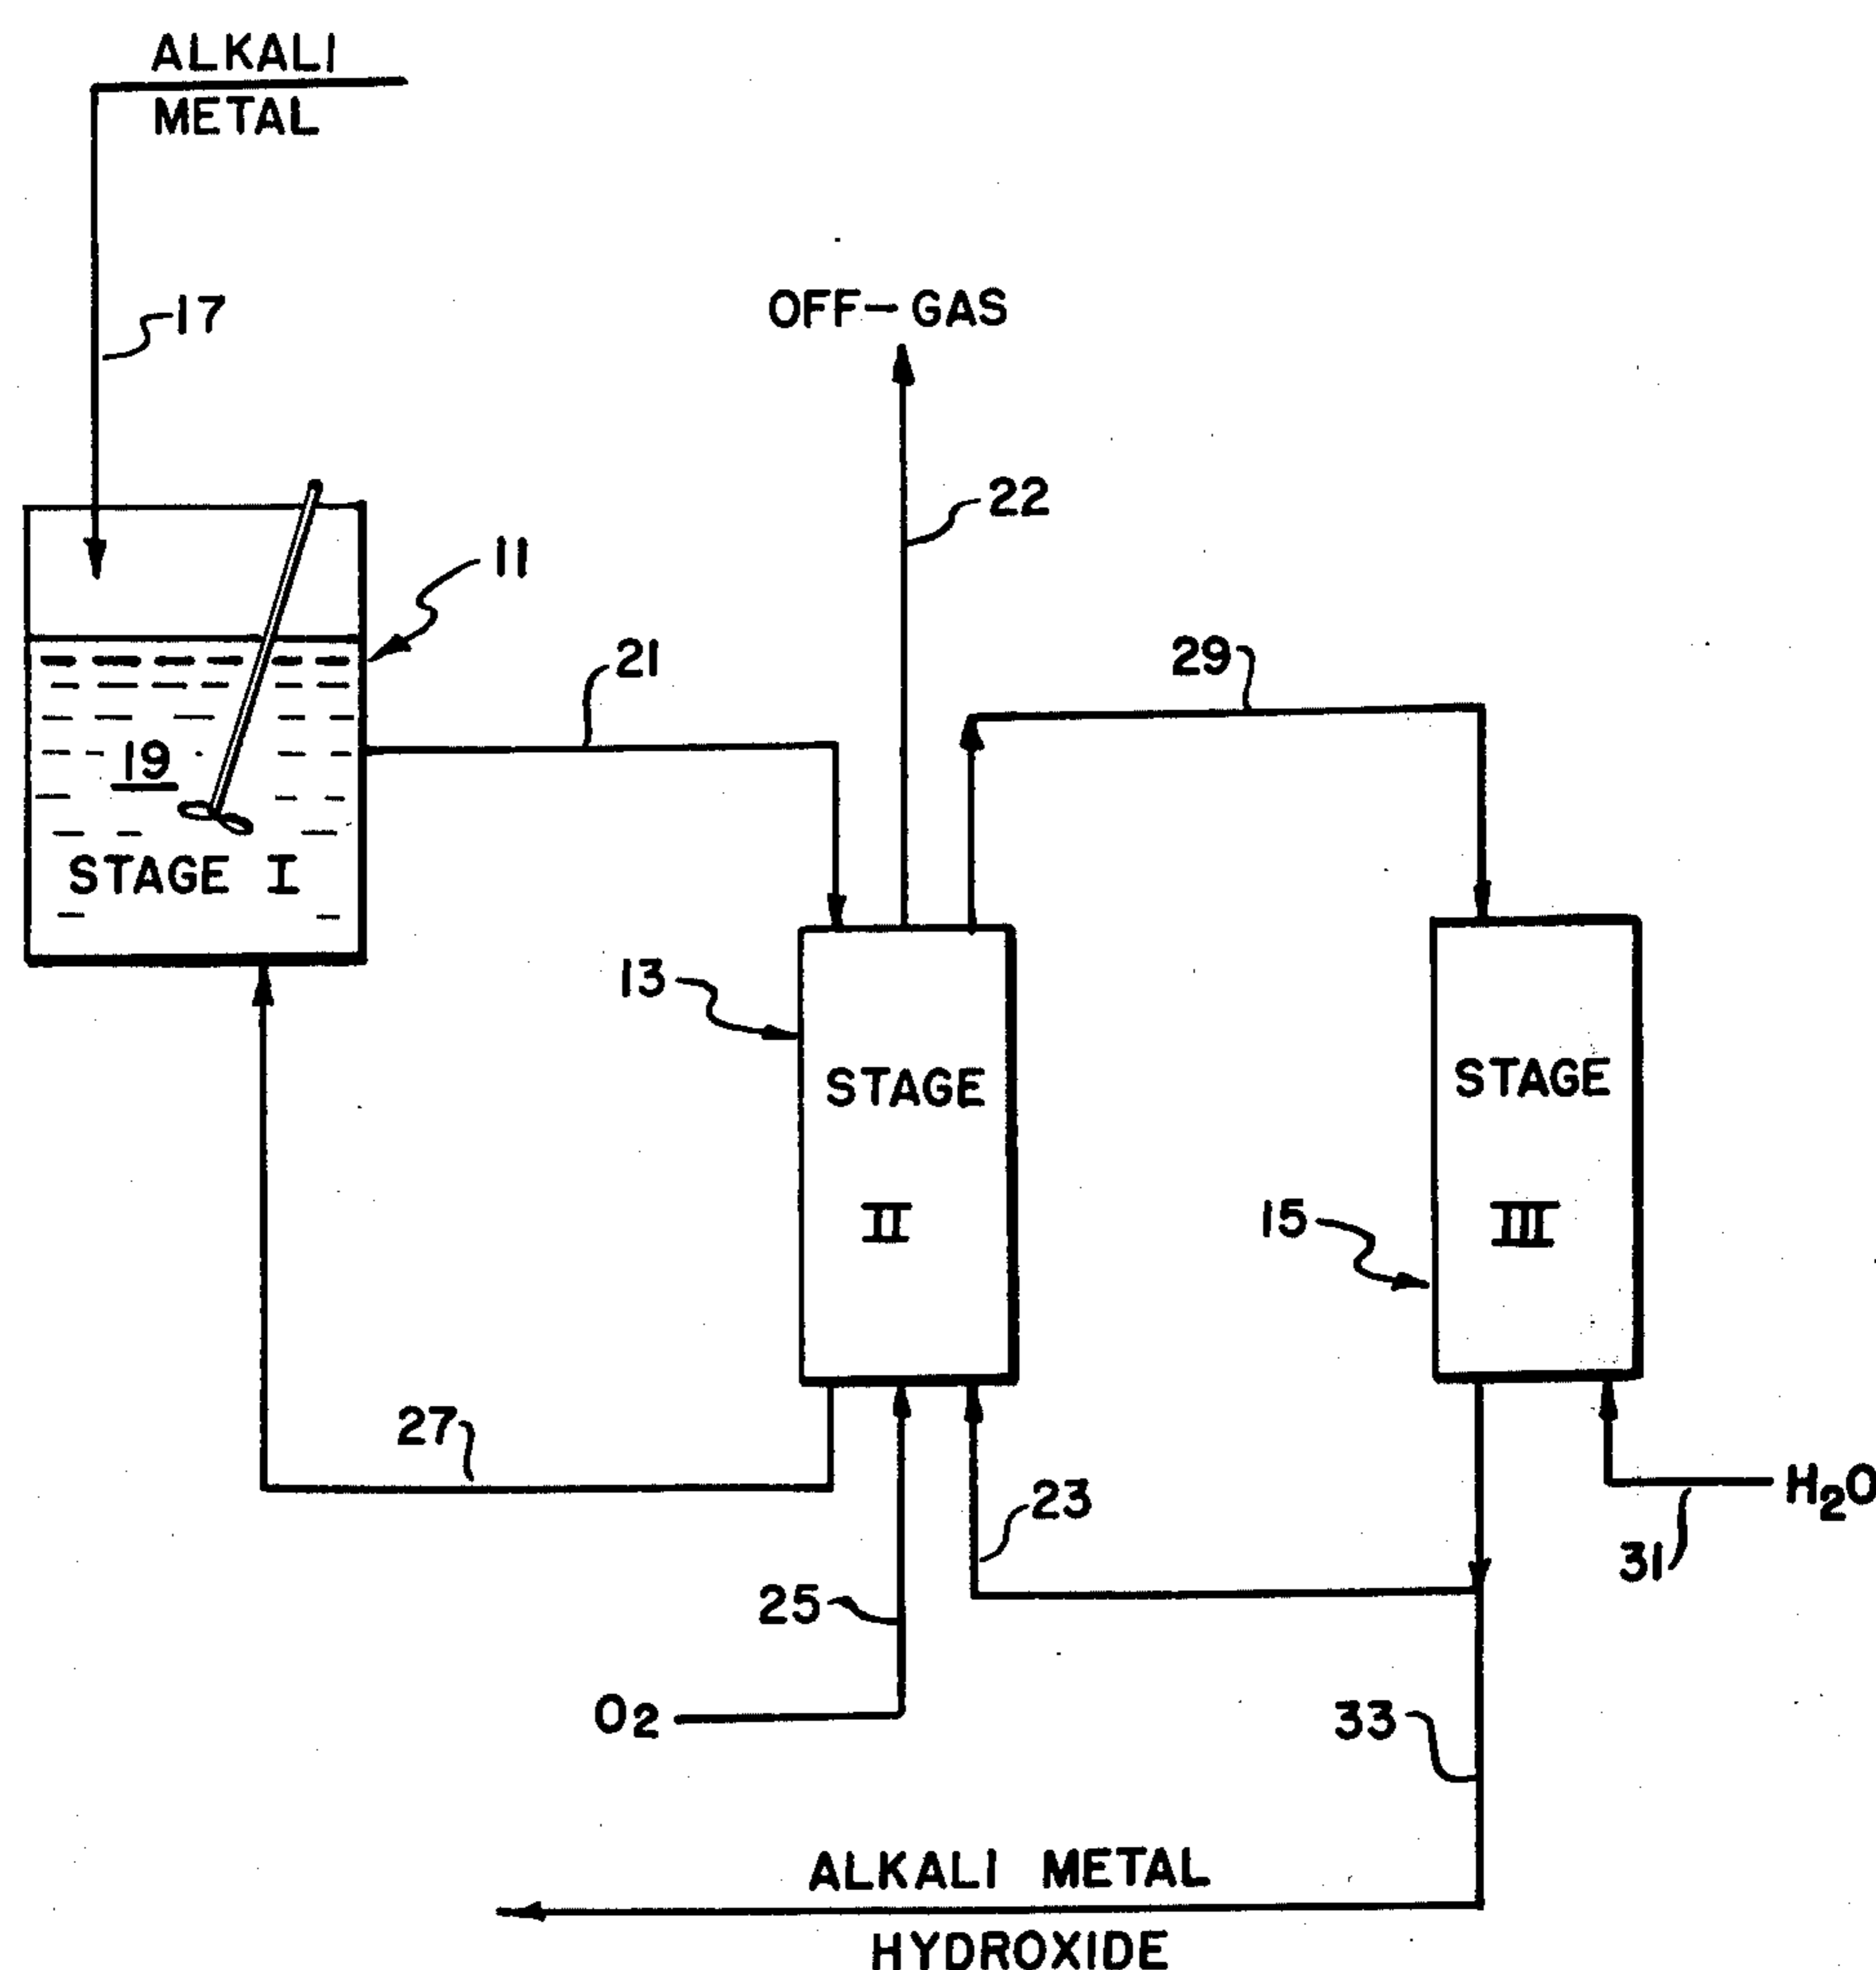 ALKALI
METAL
17
OFF-GAS
22
11
21
29
19
STAGE I
13
STAGE
II
STAGE
III
15
27
23
H2O
31
25
O2
33
ALKALI METAL
HYDROXIDE